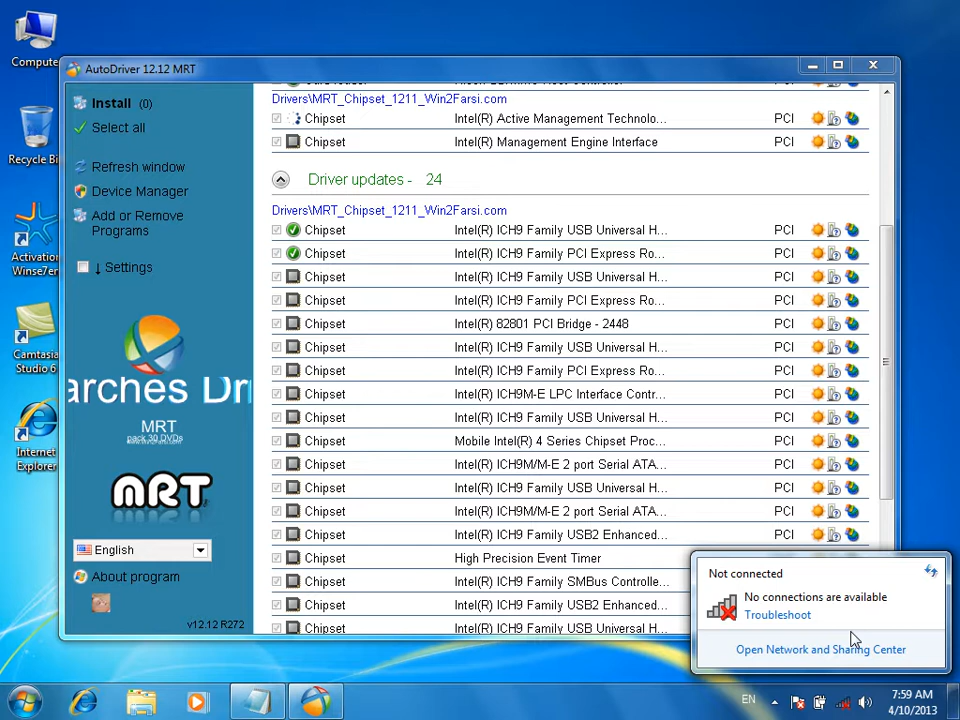 Compute
Recycle Bi
Activation
Winse7en
Camtasia
Studio 6
Internet
Explorer
AutoDriver 12.12 MRT
Install (0)
Select all
Refresh window
Device Manager
Add or Remove
Programs
↓ Settings
arches Dri
MRT
pack 30 DVDs
MRT
English
About program
v12.12 R272
Drivers\MRT_Chipset_1211_Win2Farsi.com
Chipset Intel(R) Active Management Technolo... PCI
Chipset Intel(R) Management Engine Interface PCI
Driver updates - 24
Drivers\MRT_Chipset_1211_Win2Farsi.com
Chipset Intel(R) ICH9 Family USB Universal H... PCI
Chipset Intel(R) ICH9 Family PCI Express Ro... PCI
Chipset Intel(R) ICH9 Family USB Universal H... PCI
Chipset Intel(R) ICH9 Family PCI Express Ro... PCI
Chipset Intel(R) 82801 PCI Bridge - 2448 PCI
Chipset Intel(R) ICH9 Family USB Universal H... PCI
Chipset Intel(R) ICH9 Family PCI Express Ro... PCI
Chipset Intel(R) ICH9M-E LPC Interface Contr... PCI
Chipset Intel(R) ICH9 Family USB Universal H... PCI
Chipset Mobile Intel(R) 4 Series Chipset Proc... PCI
Chipset Intel(R) ICH9M/M-E 2 port Serial ATA... PCI
Chipset Intel(R) ICH9 Family USB Universal H... PCI
Chipset Intel(R) ICH9M/M-E 2 port Serial ATA... PCI
Chipset Intel(R) ICH9 Family USB2 Enhanced... PCI
Chipset High Precision Event Timer
Chipset Intel(R) ICH9 Family SMBus Controlle...
Chipset Intel(R) ICH9 Family USB2 Enhanced...
Chipset Intel(R) ICH9 Family USB Universal H...
Not connected
No connections are available
Troubleshoot
Open Network and Sharing Center
EN
7:59 AM
4/10/2013